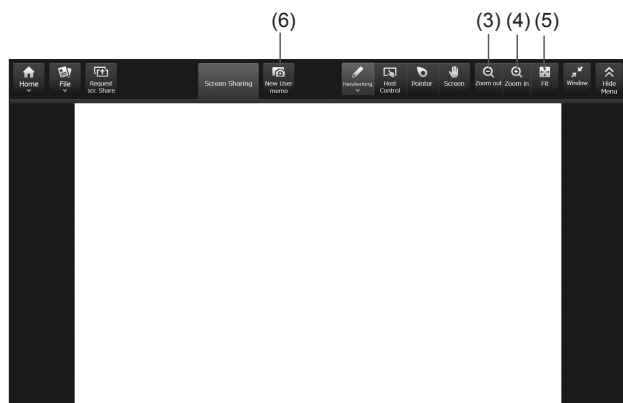 (6) (3) (4) (5)
Home File Request Screen Sharing New User Handwriting Host Pointer Screen Zoom out Zoom in Fit Window Hide
scr. Share memo Control Menu